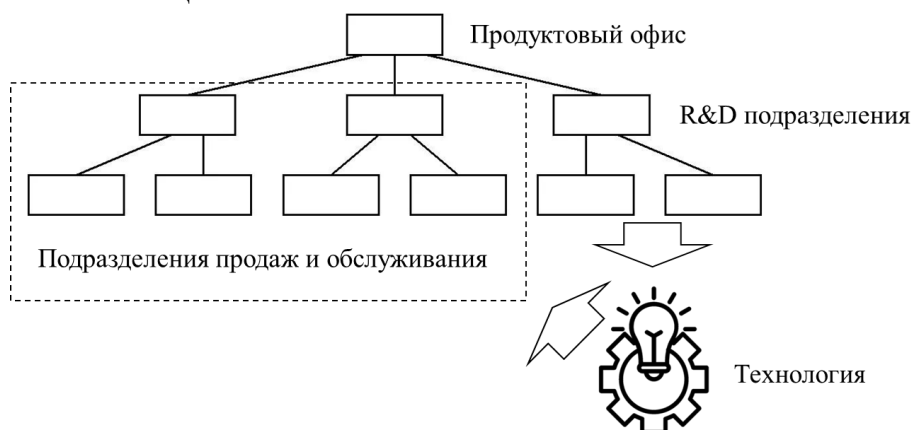 Продуктовый офис
R&D подразделения
Подразделения продаж и обслуживания
Технология